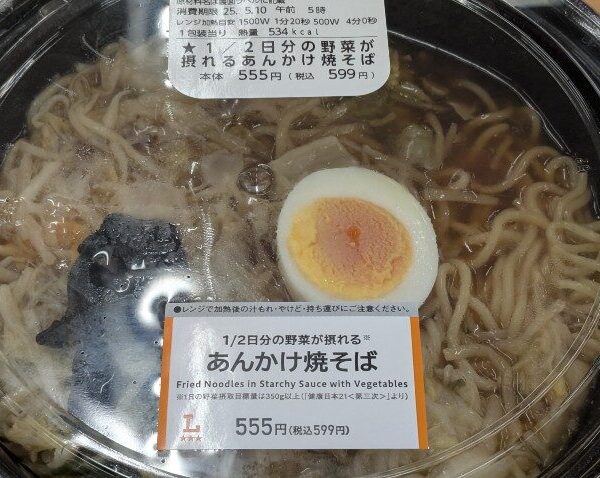 消費期限 25. 5.10 午前 5時
レンジ加熱目安 1500W 1分20秒 500W 4分0秒
1包装当り 熱量 534kcal
★1/2日分の野菜が
摂れるあんかけ焼そば
本体 555円(税込 599円)
●レンジで加熱後の汁もれ・やけど・持ち運びにご注意ください。
1/2日分の野菜が摂れる※
あんかけ焼そば
Fried Noodles in Starchy Sauce with Vegetables
※1日の野菜摂取目標量は350g以上(「健康日本21<第三次>」より)
L
★★★
555円(税込599円)